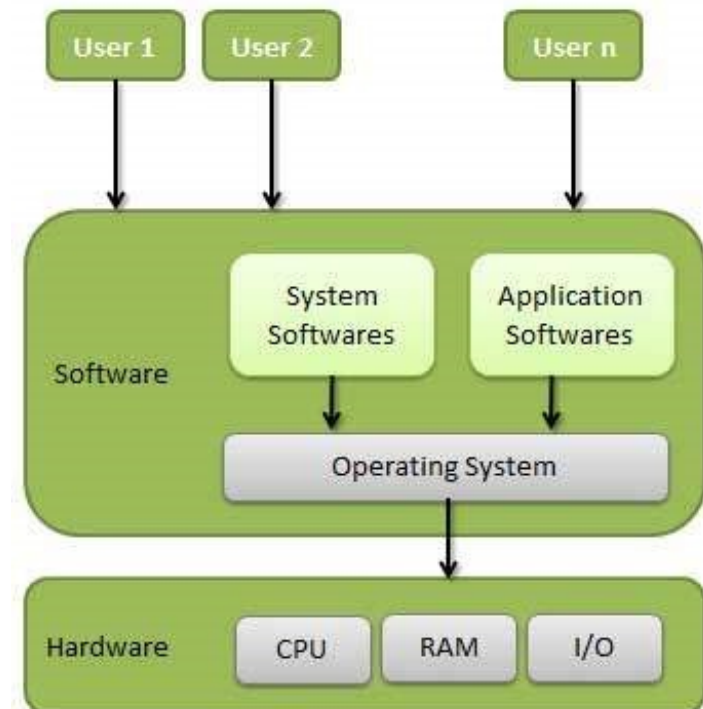 User 1
User 2
User n
System
Softwares
Application
Softwares
Software
Operating System
Hardware
CPU
RAM
I/O